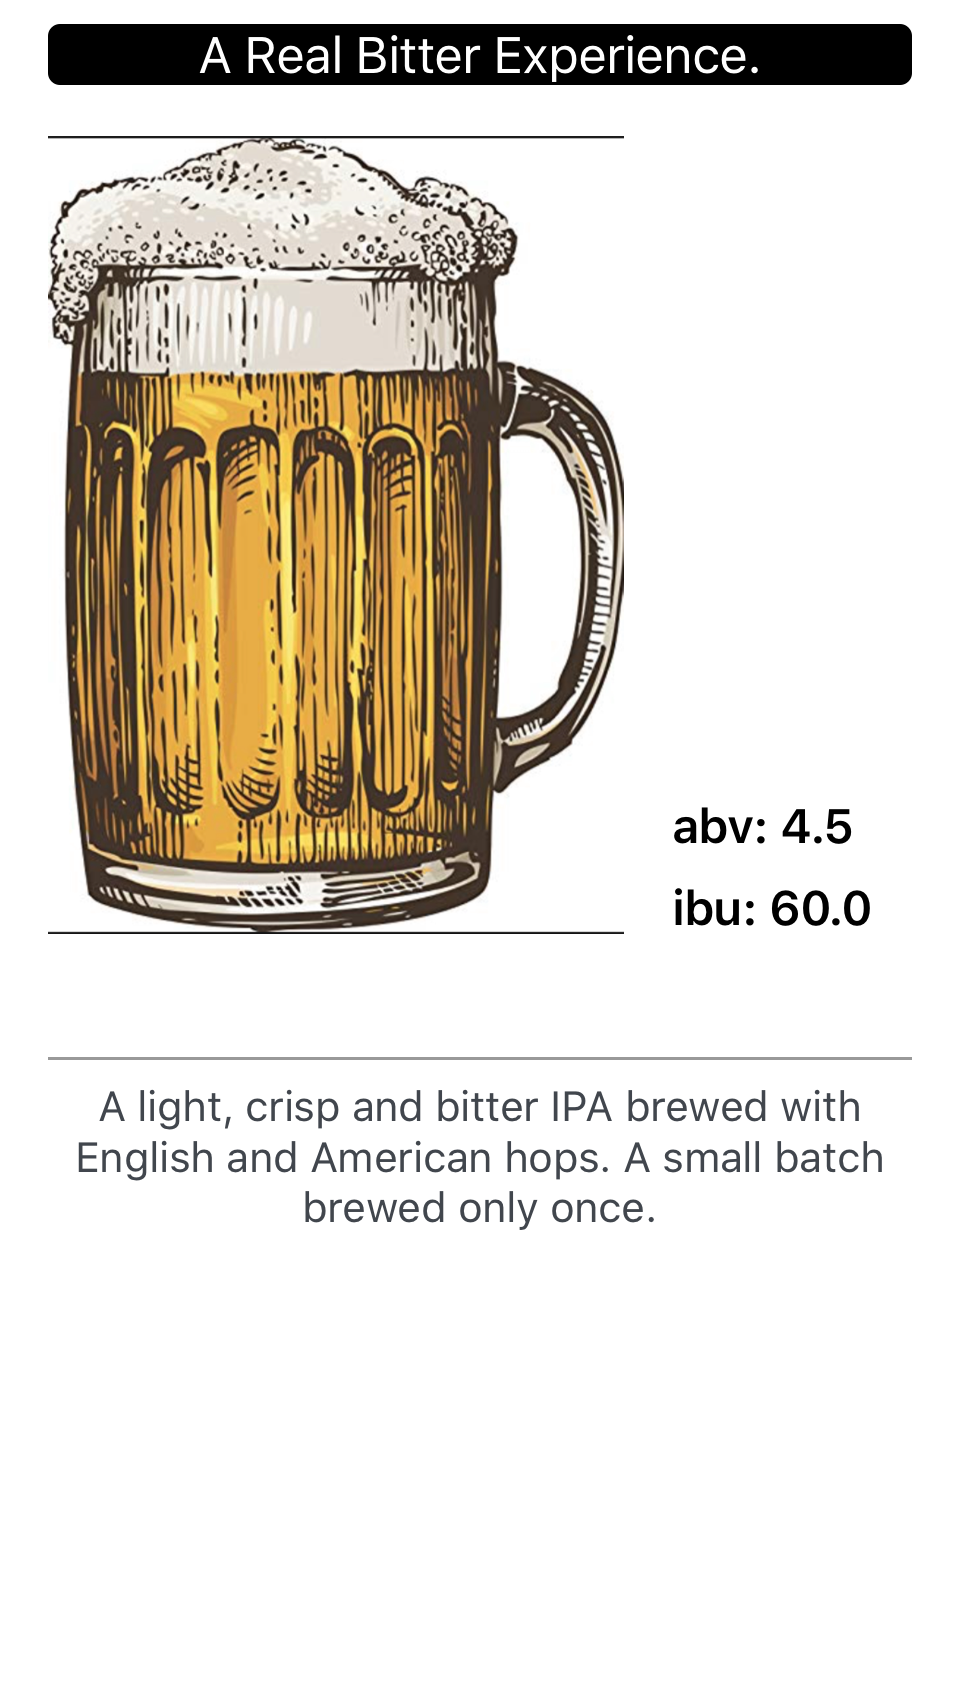 A Real Bitter Experience.
abv: 4.5
ibu: 60.0
A light, crisp and bitter IPA brewed with
English and American hops. A small batch
brewed only once.